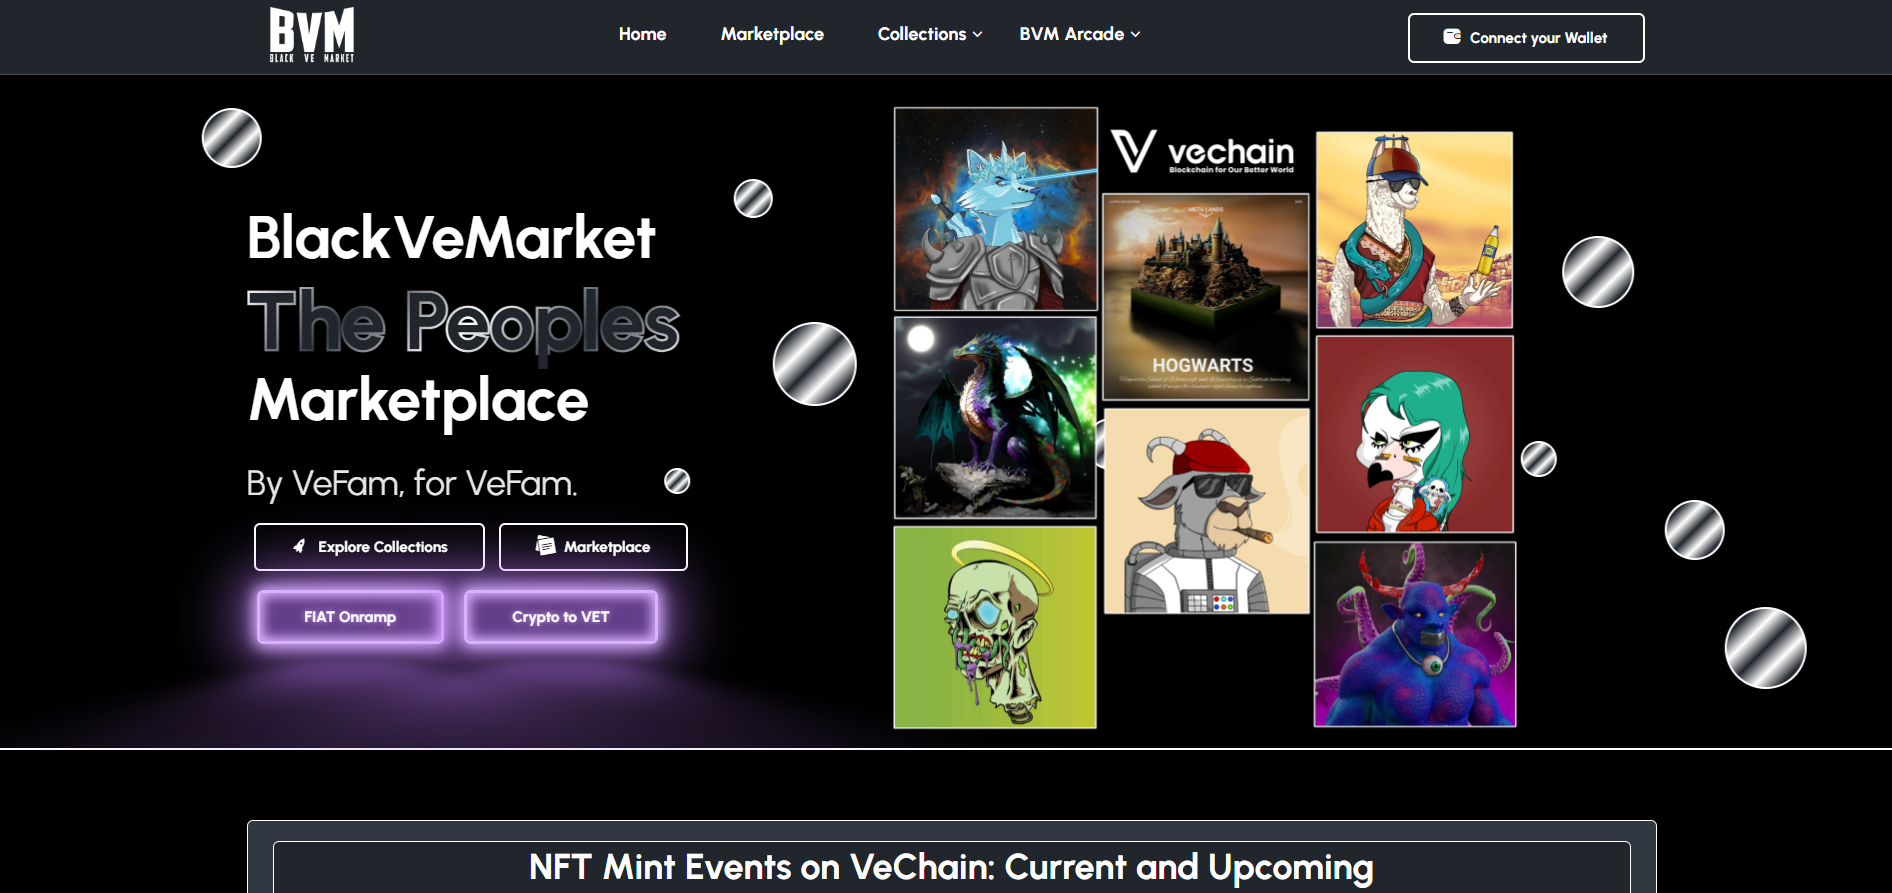 BVM
BLACK VE MARKET
Home
Marketplace
Collections
BVM Arcade
Connect your Wallet
BlackVeMarket
The Peoples
Marketplace
By VeFam, for VeFam.
Explore Collections
Marketplace
FIAT Onramp
Crypto to VET
vechain
Blockchain for Our Better World
META LANDS
HOGWARTS
NFT Mint Events on VeChain: Current and Upcoming